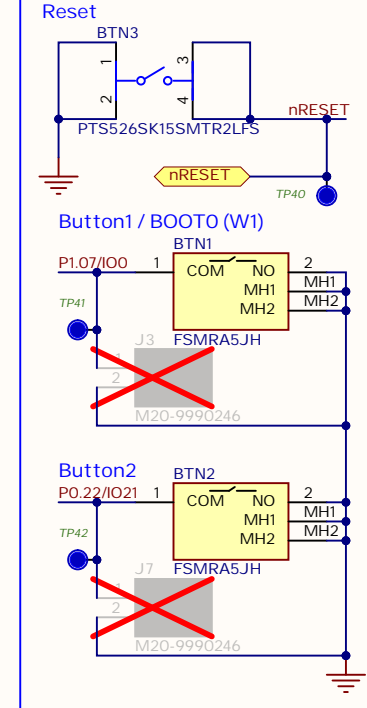 Reset
BTN3
1
2
3
4
PTS526SK15SMTR2LFS
nRESET
nRESET
TP40
Button1 / BOOT0 (W1)
BTN1
P1.07/IO0
1
COM
NO
2
MH1
MH1
MH2
MH2
TP41
J3
FSMRA5JH
1
2
M20-9990246
Button2
BTN2
P0.22/IO21
1
COM
NO
2
MH1
MH1
MH2
MH2
TP42
J7
FSMRA5JH
1
2
M20-9990246